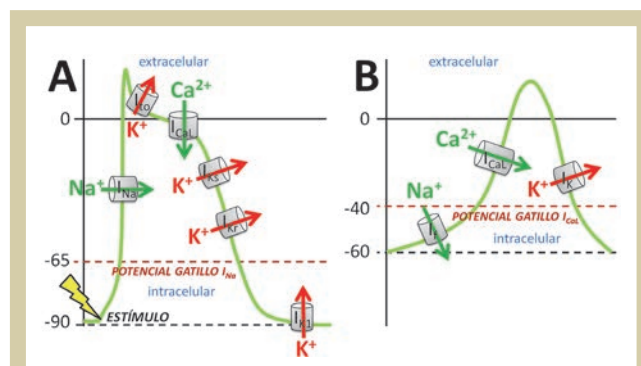 A
extracelular
Ca²⁺
Ito
K⁺
0
ICaL
Na⁺
INa
K⁺
IKs
K⁺
IKr
-65
POTENCIAL GATILLO INa
intracelular
ESTÍMULO
-90
IK1
K⁺
B
extracelular
0
Ca²⁺
ICaL
K⁺
IK
Na⁺
-40
POTENCIAL GATILLO ICaL
intracelular
-60